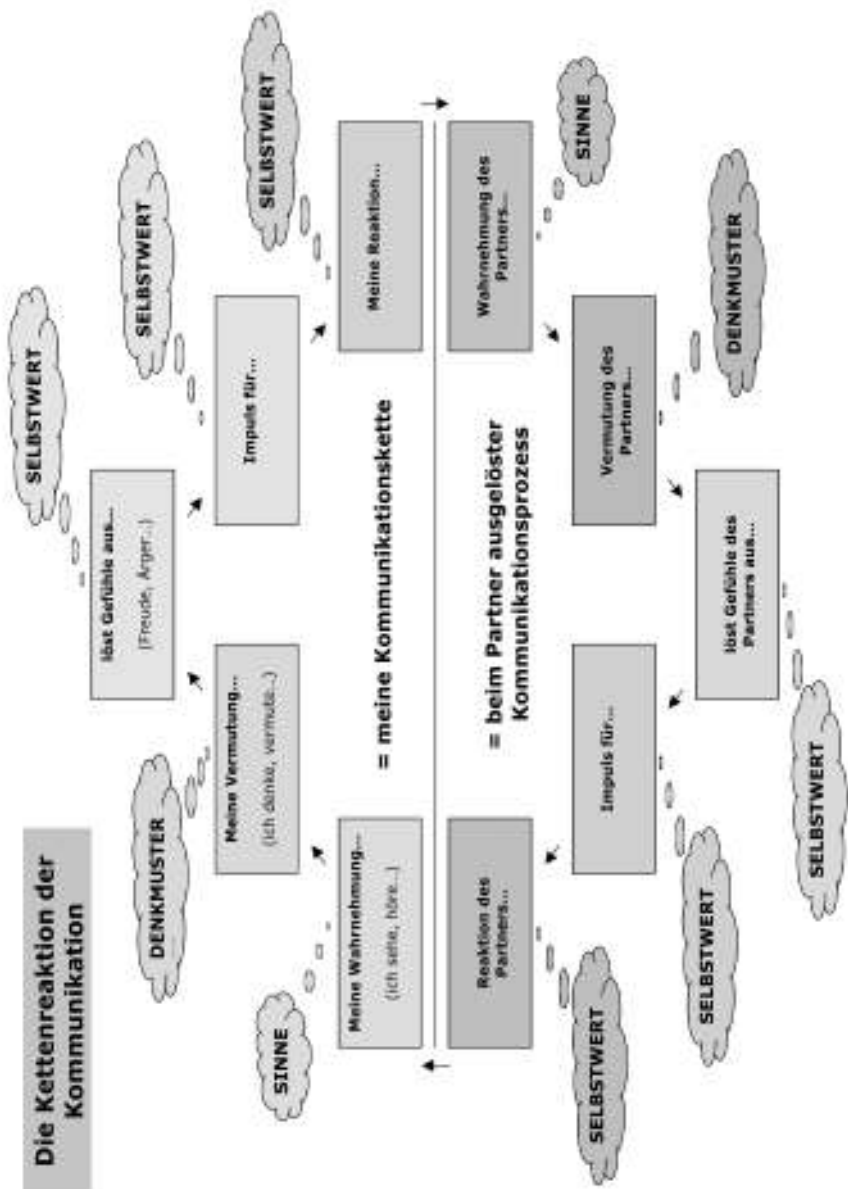 Die Kettenreaktion der
Kommunikation
SELBSTWERT
löst Gefühle aus...
(Freude, Ärger...)
DENKMUSTER
SELBSTWERT
Meine Vermutung...
(ich denke, vermute..)
Impuls für...
SINNE
SELBSTWERT
Meine Wahrnehmung...
(ich sehe, höre..)
Meine Reaktion...
= meine Kommunikationskette
= beim Partner ausgelöster
Kommunikationsprozess
Wahrnehmung des
Partners...
SINNE
Vermutung des
Partners...
DENKMUSTER
löst Gefühle des
Partners aus...
SELBSTWERT
Impuls für...
SELBSTWERT
Reaktion des
Partners...
SELBSTWERT